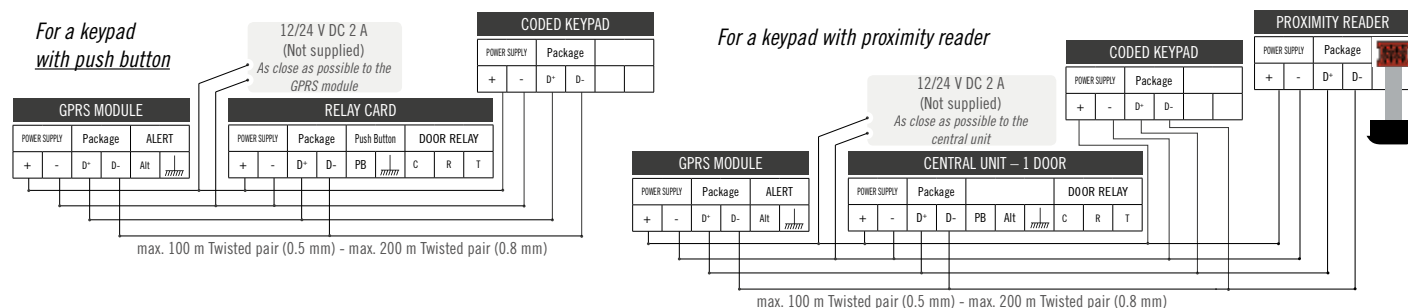 For a keypad
with push button
12/24 V DC 2 A
(Not supplied)
As close as possible to the
GPRS module
CODED KEYPAD
POWER SUPPLY Package
+ - D+ D-
GPRS MODULE
POWER SUPPLY Package ALERT
+ - D+ D- Alt
RELAY CARD
POWER SUPPLY Package Push Button DOOR RELAY
+ - D+ D- PB C R T
max. 100 m Twisted pair (0.5 mm) - max. 200 m Twisted pair (0.8 mm)
For a keypad with proximity reader
12/24 V DC 2 A
(Not supplied)
As close as possible to the
central unit
CODED KEYPAD
POWER SUPPLY Package
+ - D+ D-
PROXIMITY READER
POWER SUPPLY Package
+ - D+ D-
GPRS MODULE
POWER SUPPLY Package ALERT
+ - D+ D- Alt
CENTRAL UNIT – 1 DOOR
POWER SUPPLY Package DOOR RELAY
+ - D+ D- PB Alt C R T
max. 100 m Twisted pair (0.5 mm) - max. 200 m Twisted pair (0.8 mm)